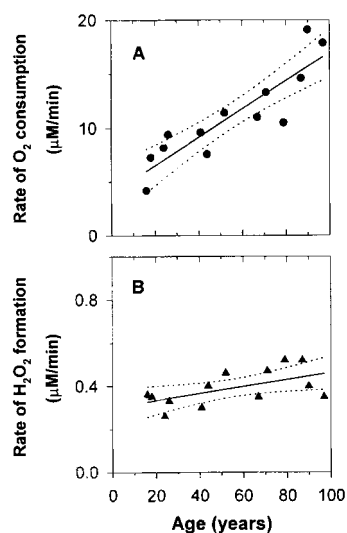 20
A
10
0
Rate of O2 consumption
(μM/min)
B
0.8
0.4
0.0
Rate of H2O2 formation
(μM/min)
0 20 40 60 80 100
Age (years)